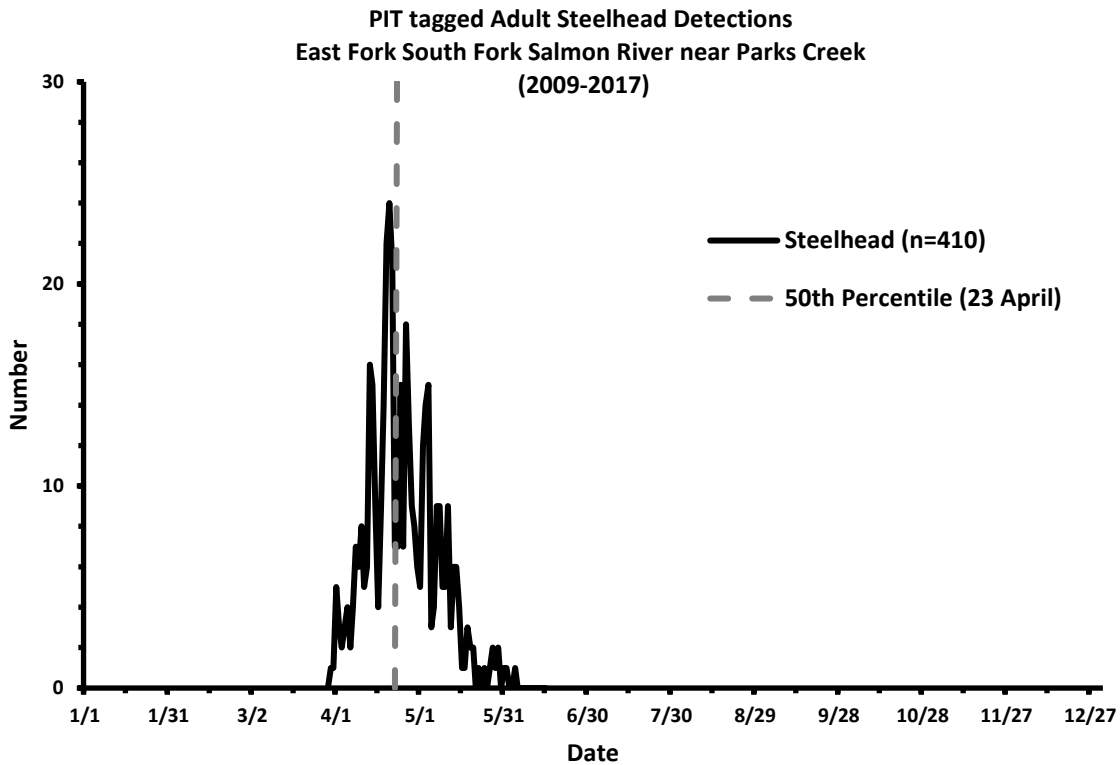 PIT tagged Adult Steelhead Detections
East Fork South Fork Salmon River near Parks Creek
(2009-2017)
30
20
10
0
Number
Steelhead (n=410)
50th Percentile (23 April)
1/1 1/31 3/2 4/1 5/1 5/31 6/30 7/30 8/29 9/28 10/28 11/27 12/27
Date